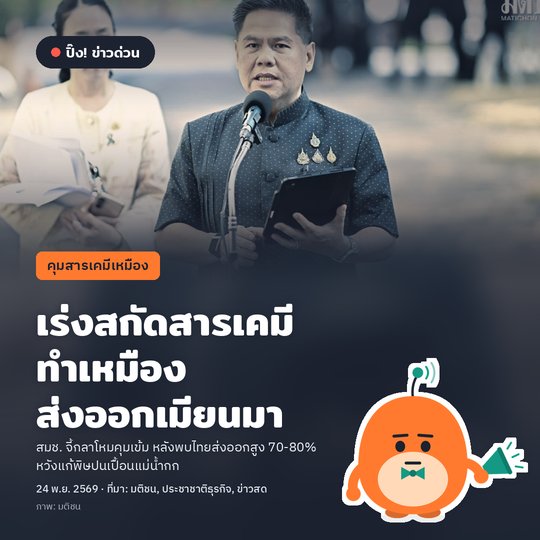 มติชน
MATICHON
ปิ๊ง! ข่าวด่วน
คุมสารเคมีเหมือง
เร่งสกัดสารเคมี
ทำเหมือง
ส่งออกเมียนมา
สมช. จี้กลาโหมคุมเข้ม หลังพบไทยส่งออกสูง 70-80%
หวังแก้พิษปนเปื้อนแม่น้ำกก
24 พ.ย. 2569 · ที่มา: มติชน, ประชาชาติธุรกิจ, ข่าวสด
ภาพ: มติชน